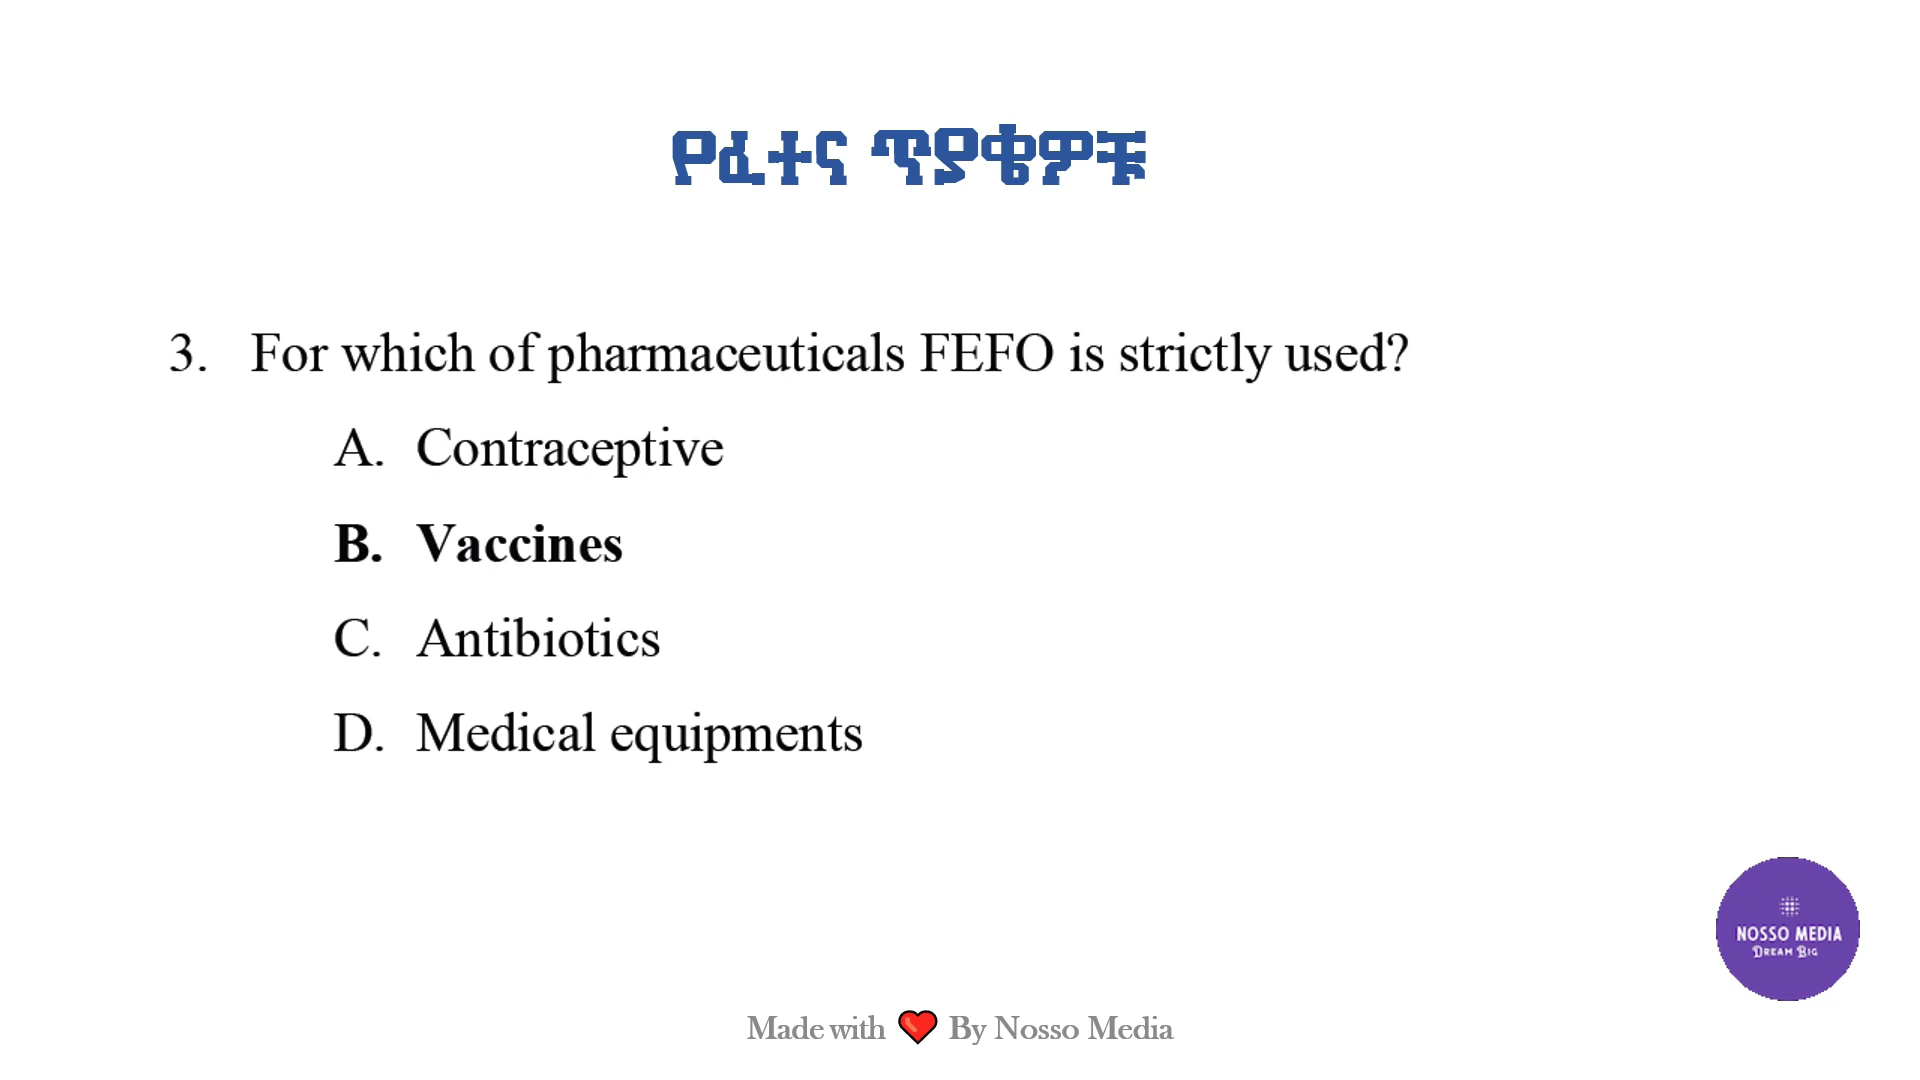 የፈተና ጥያቄዎቹ
3. For which of pharmaceuticals FEFO is strictly used?
A. Contraceptive
B. Vaccines
C. Antibiotics
D. Medical equipments
NOSSO MEDIA
DREAM BIG
Made with ❤️ By Nosso Media